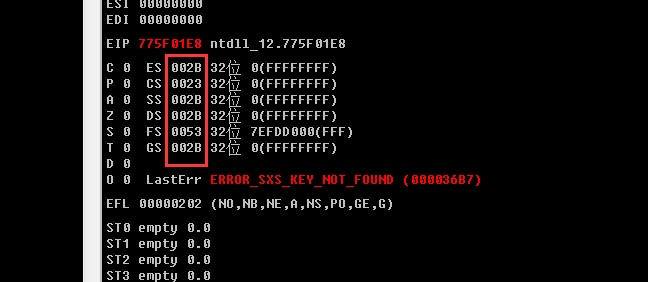 ESI 00000000
EDI 00000000
EIP 775F01E8 ntdll_12.775F01E8
C 0 ES 002B 32位 0(FFFFFFFF)
P 0 CS 0023 32位 0(FFFFFFFF)
A 0 SS 002B 32位 0(FFFFFFFF)
Z 0 DS 002B 32位 0(FFFFFFFF)
S 0 FS 0053 32位 7EFDD000(FFF)
T 0 GS 002B 32位 0(FFFFFFFF)
D 0
O 0 LastErr ERROR_SXS_KEY_NOT_FOUND (000036B7)
EFL 00000202 (NO,NB,NE,A,NS,PO,GE,G)
ST0 empty 0.0
ST1 empty 0.0
ST2 empty 0.0
ST3 empty 0.0